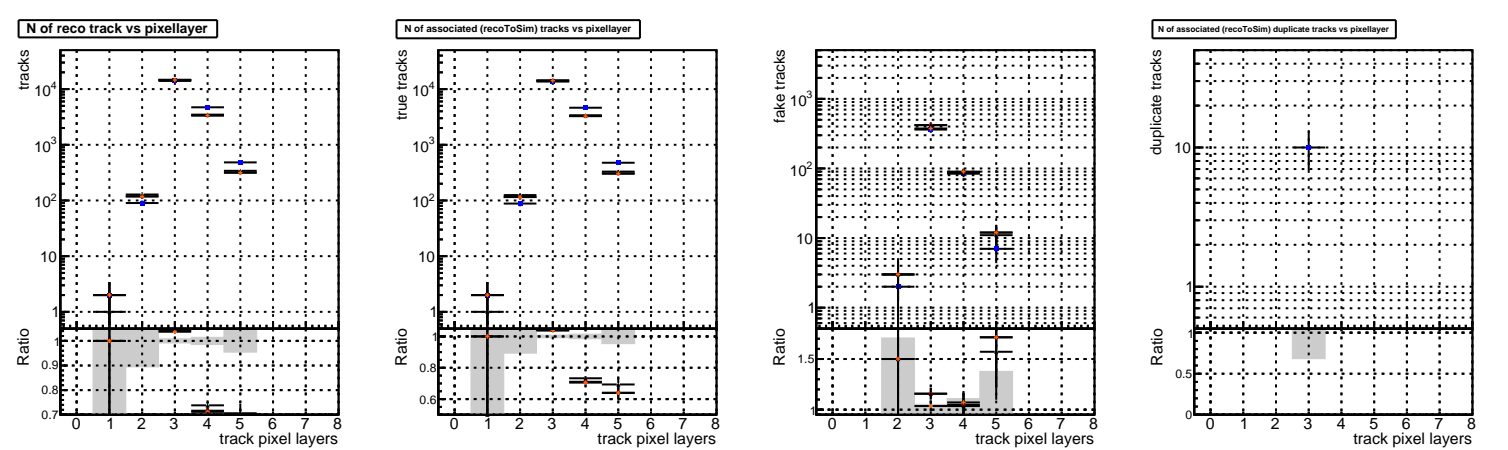 N of reco track vs pixellayer
tracks
10^4
10^3
10^2
10
1
Ratio
1
0.9
0.8
0.7
0 1 2 3 4 5 6 7 8
track pixel layers
N of associated (recoToSim) tracks vs pixellayer
true tracks
10^4
10^3
10^2
10
1
Ratio
1
0.8
0.6
0 1 2 3 4 5 6 7 8
track pixel layers
fake tracks
10^3
10^2
10
1
Ratio
1.5
1
0 1 2 3 4 5 6 7 8
track pixel layers
N of associated (recoToSim) duplicate tracks vs pixellayer
duplicate tracks
10
1
Ratio
1
0.5
0
0 1 2 3 4 5 6 7 8
track pixel layers